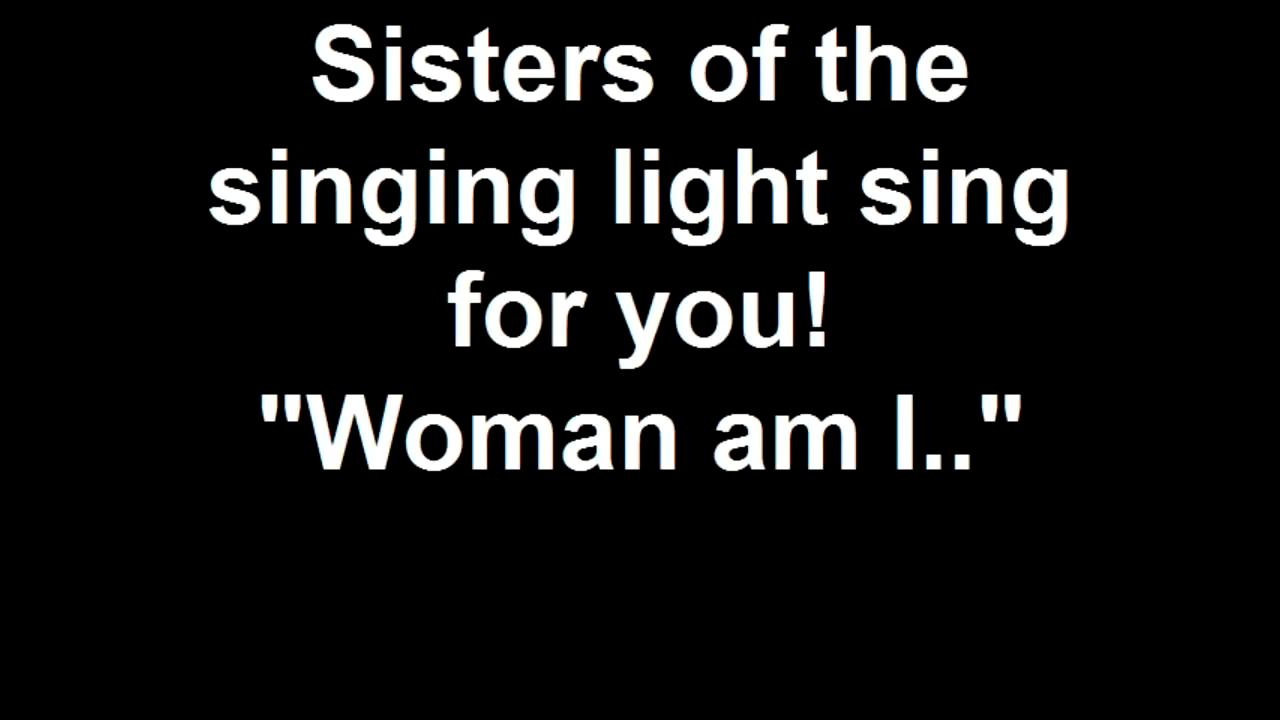 Sisters of the
singing light sing
for you!
"Woman am I.."